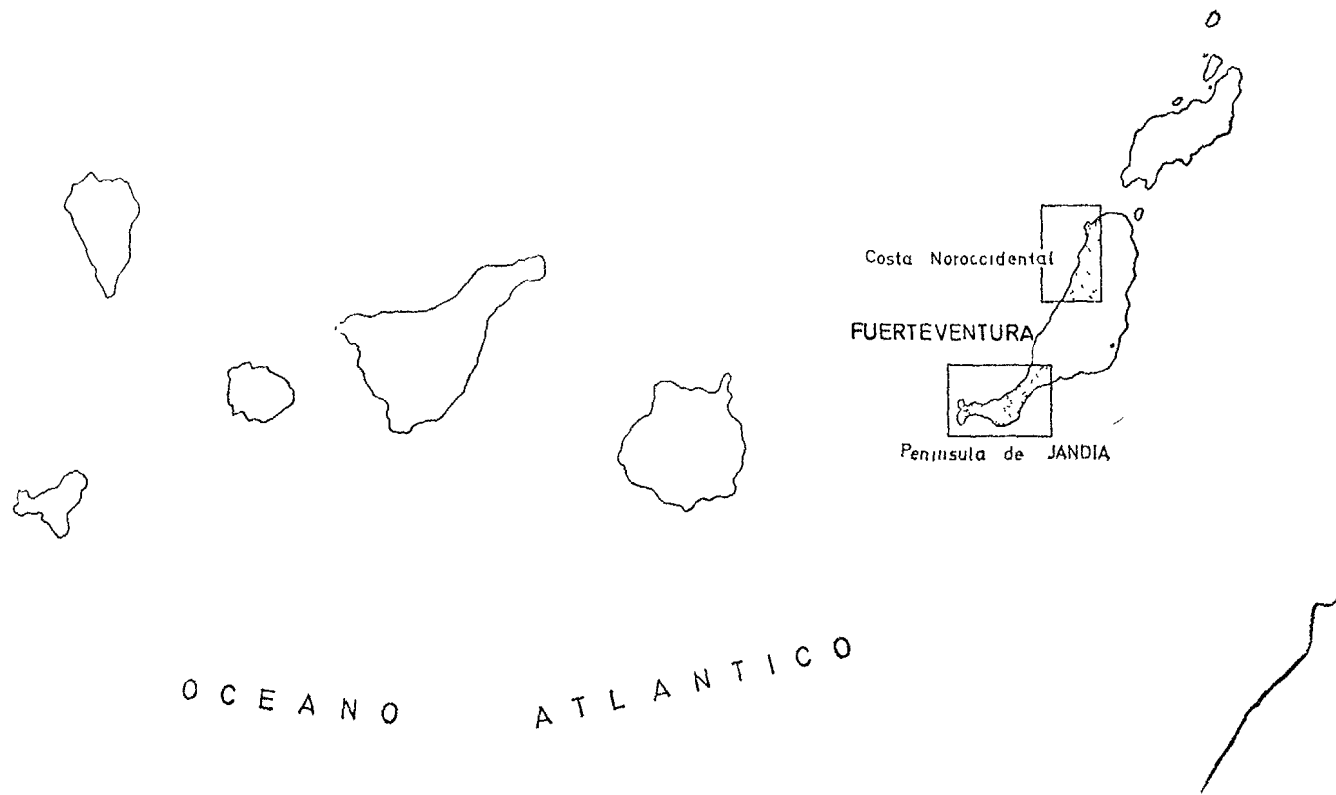 Costa Noroccidental
FUERTEVENTURA
Peninsula de JANDIA
OCEANO ATLANTICO